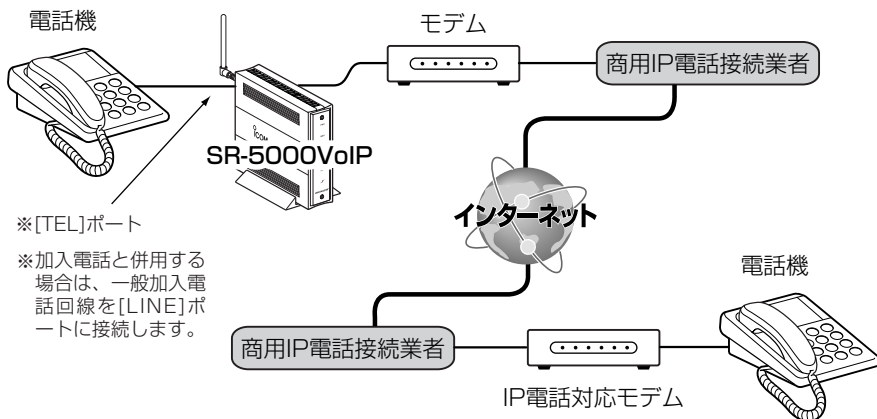 電話機
モデム
商用IP電話接続業者
ICOM
SR-5000VoIP
※[TEL]ポート
インターネット
※加入電話と併用する
場合は、一般加入電
話回線を[LINE]ポ
ートに接続します。
電話機
商用IP電話接続業者
IP電話対応モデム